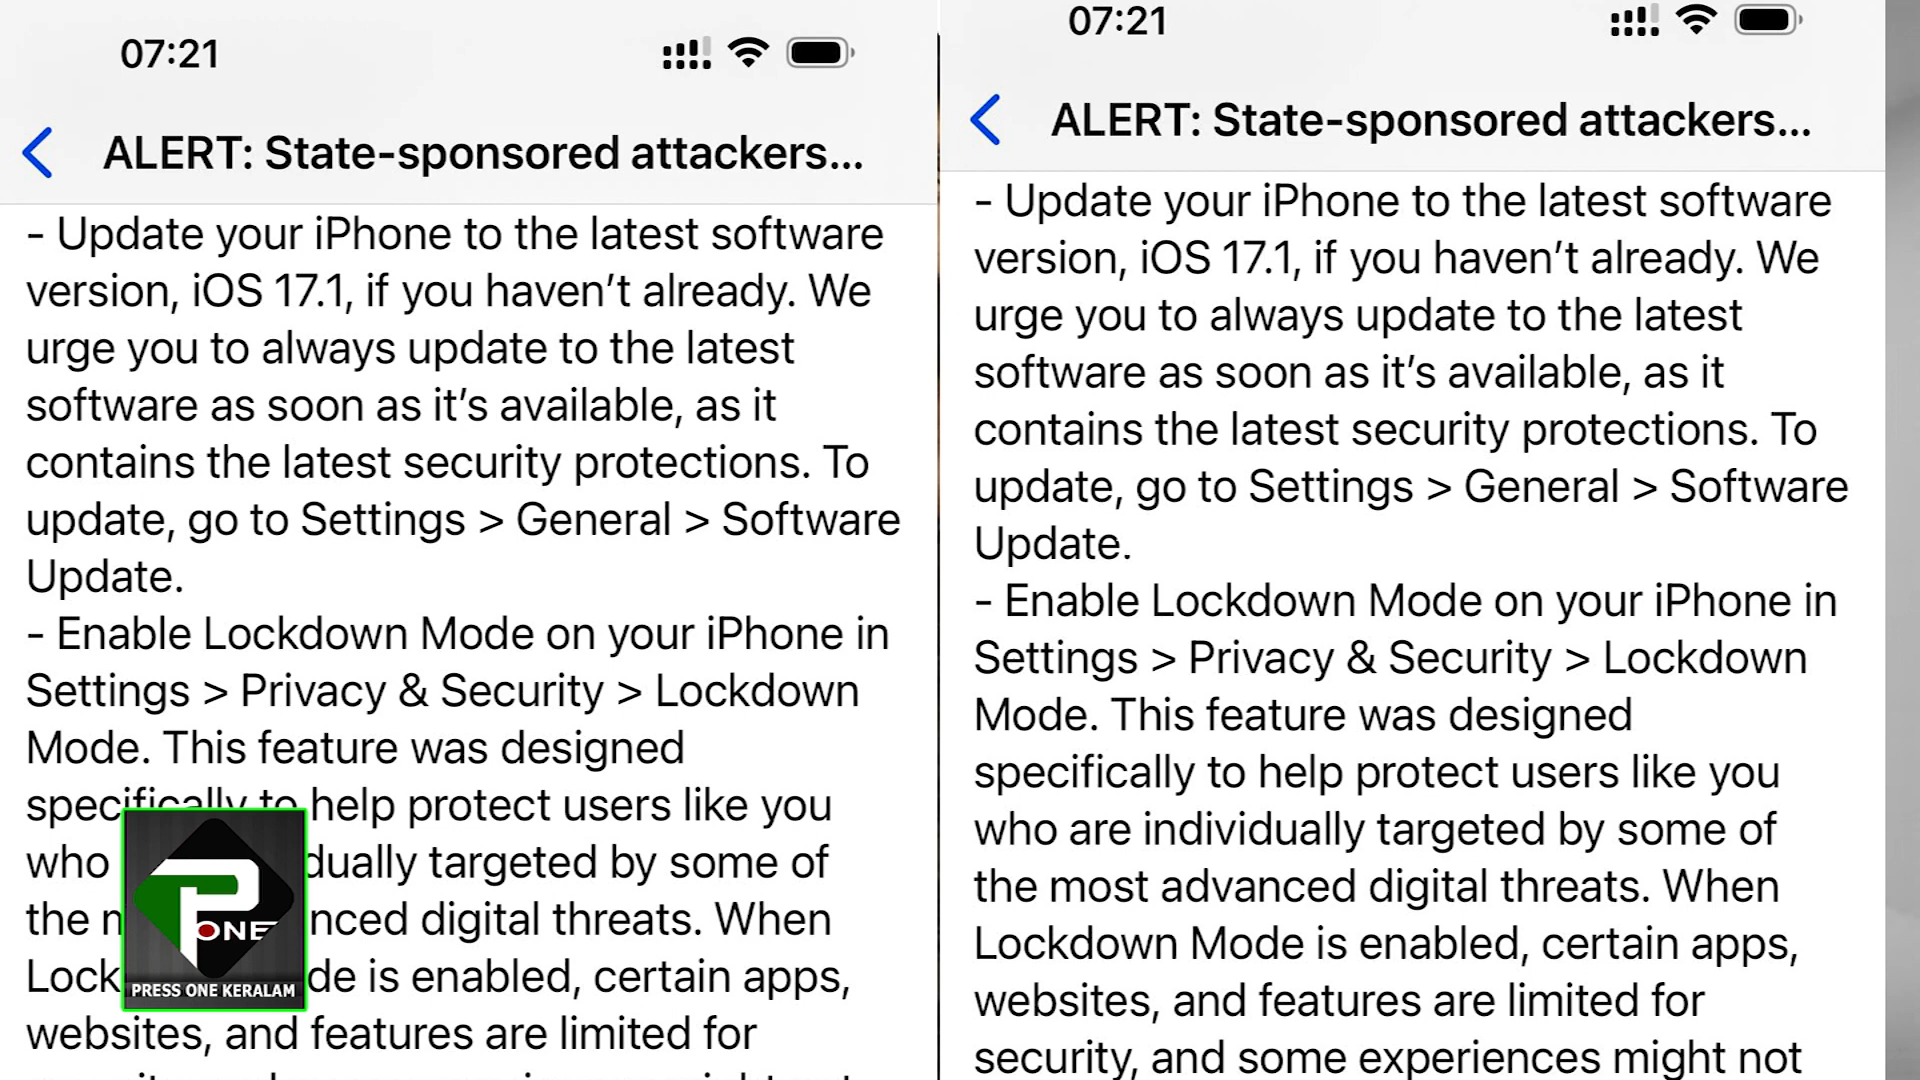 07:21
ALERT: State-sponsored attackers...
- Update your iPhone to the latest software
version, iOS 17.1, if you haven’t already. We
urge you to always update to the latest
software as soon as it’s available, as it
contains the latest security protections. To
update, go to Settings > General > Software
Update.
- Enable Lockdown Mode on your iPhone in
Settings > Privacy & Security > Lockdown
Mode. This feature was designed
specifically to help protect users like you
who dually targeted by some of
the nced digital threats. When
Lock de is enabled, certain apps,
websites, and features are limited for
P
ONE
PRESS ONE KERALAM
07:21
ALERT: State-sponsored attackers...
- Update your iPhone to the latest software
version, iOS 17.1, if you haven’t already. We
urge you to always update to the latest
software as soon as it’s available, as it
contains the latest security protections. To
update, go to Settings > General > Software
Update.
- Enable Lockdown Mode on your iPhone in
Settings > Privacy & Security > Lockdown
Mode. This feature was designed
specifically to help protect users like you
who are individually targeted by some of
the most advanced digital threats. When
Lockdown Mode is enabled, certain apps,
websites, and features are limited for
security, and some experiences might not